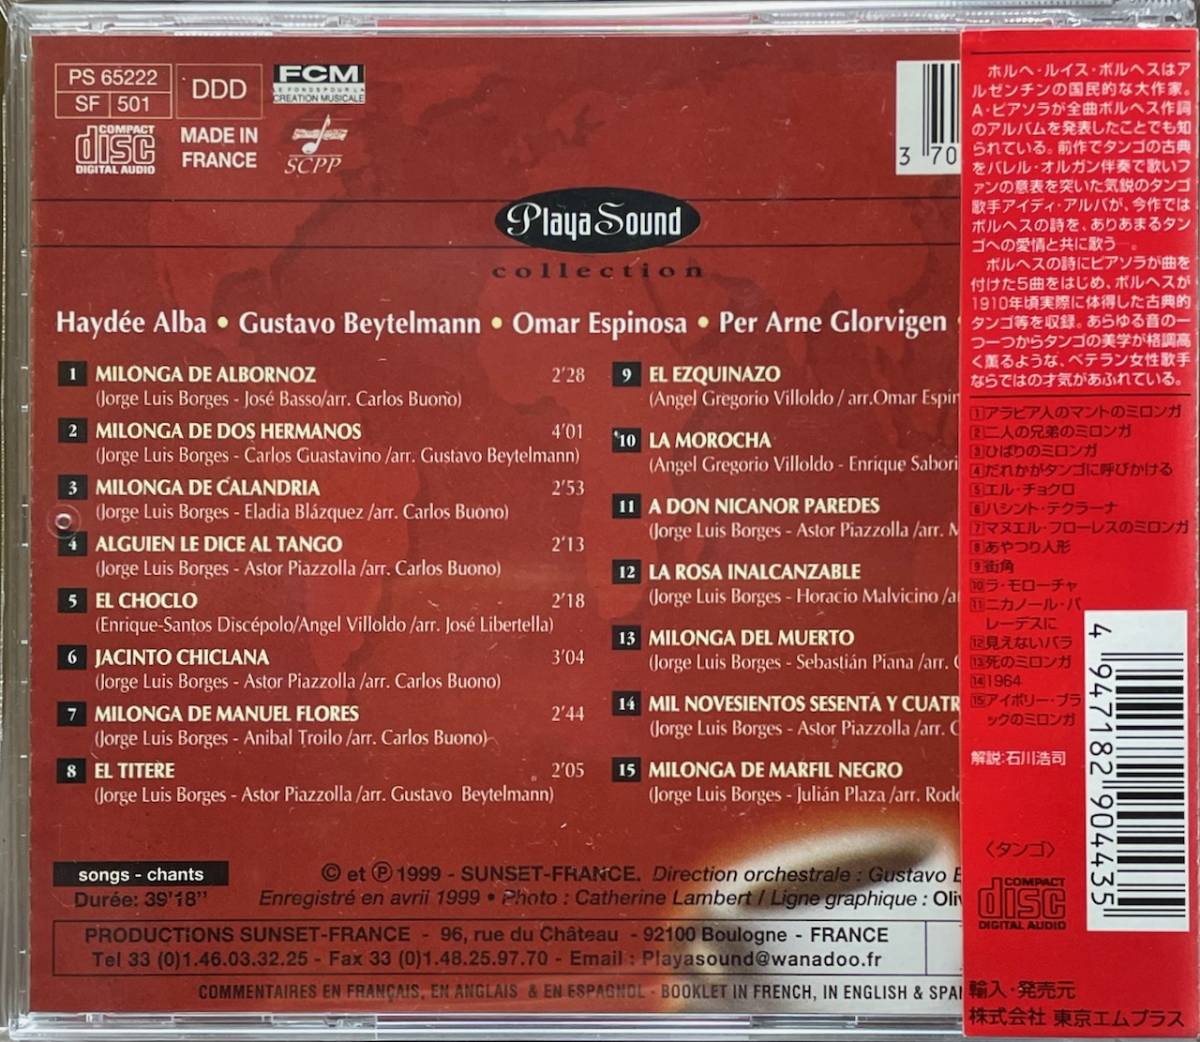 PS 65222
SF 501
DDD
FCM
LE FONDS POUR LA
CREATION MUSICALE
COMPACT
disc
DIGITAL AUDIO
MADE IN
FRANCE
SCPP
3 70
Playa Sound
collection
Haydée Alba • Gustavo Beytelmann • Omar Espinosa • Per Arne Glorvigen •
1 MILONGA DE ALBORNOZ 2'28
(Jorge Luis Borges - José Basso/arr. Carlos Buono)
2 MILONGA DE DOS HERMANOS 4'01
(Jorge Luis Borges - Carlos Guastavino /arr. Gustavo Beytelmann)
3 MILONGA DE CALANDRIA 2'53
(Jorge Luis Borges - Eladia Blázquez /arr. Carlos Buono)
4 ALGUIEN LE DICE AL TANGO 2'13
(Jorge Luis Borges - Astor Piazzolla /arr. Carlos Buono)
5 EL CHOCLO 2'18
(Enrique-Santos Discépolo/Angel Villoldo /arr. José Libertella)
6 JACINTO CHICLANA 3'04
(Jorge Luis Borges - Astor Piazzolla /arr. Carlos Buono)
7 MILONGA DE MANUEL FLORES 2'44
(Jorge Luis Borges - Anibal Troilo /arr. Carlos Buono)
8 EL TITERE 2'05
(Jorge Luis Borges - Astor Piazzolla /arr. Gustavo Beytelmann)
9 EL EZQUINAZO
(Angel Gregorio Villoldo / arr.Omar Espin
10 LA MOROCHA
(Angel Gregorio Villoldo - Enrique Sabori
11 A DON NICANOR PAREDES
(Jorge Luis Borges - Astor Piazzolla /arr. M
12 LA ROSA INALCANZABLE
(Jorge Luis Borges - Horacio Malvicino /a
13 MILONGA DEL MUERTO
(Jorge Luis Borges - Sebastián Piana /arr. C
14 MIL NOVESIENTOS SESENTA Y CUATR
(Jorge Luis Borges - Astor Piazzolla /arr. C
15 MILONGA DE MARFIL NEGRO
(Jorge Luis Borges - Julián Plaza /arr. Rodo
songs - chants
Durée: 39'18"
© et Ⓟ 1999 - SUNSET-FRANCE. Direction orchestrale : Gustavo B
Enregistré en avril 1999 • Photo : Catherine Lambert / Ligne graphique : Oliv
PRODUCTIONS SUNSET-FRANCE - 96, rue du Château - 92100 Boulogne - FRANCE
Tel 33 (0)1.46.03.32.25 - Fax 33 (0)1.48.25.97.70 - Email : Playasound@wanadoo.fr
COMMENTAIRES EN FRANÇAIS, EN ANGLAIS & EN ESPAGNOL - BOOKLET IN FRENCH, IN ENGLISH & SPAN
ホルヘ・ルイス・ボルヘスはア
ルゼンチンの国民的な大作家。
A・ピアソラが全曲ボルヘス作詞
のアルバムを発表したことでも知
られている。前作でタンゴの古典
をバレル・オルガン伴奏で歌いフ
ァンの意表を突いた気鋭のタンゴ
歌手アイディ・アルバが、今作では
ボルヘスの詩を、ありあまるタン
ゴへの愛情と共に歌う―。
ボルヘスの詩にピアソラが曲を
付けた5曲をはじめ、ボルヘスが
1910年頃実際に体得した古典的
タンゴ等を収録。あらゆる音の一
つ一つからタンゴの美学が格調高
く薫るような、ベテラン女性歌手
ならではの才気があふれている。
1 アラビア人のマントのミロンガ
2 二人の兄弟のミロンガ
3 ひばりのミロンガ
4 だれかがタンゴに呼びかける
5 エル・チョクロ
6 ハシント・チクラーナ
7 マヌエル・フローレスのミロンガ
8 あやつり人形
9 街角
10 ラ・モローチャ
11 ニカノール・パ
レーデスに
12 見えないバラ
13 死のミロンガ
14 1964
15 アイボリー・ブラ
ックのミロンガ
解説:石川浩司
4 947182 904435
〈タンゴ〉
COMPACT
disc
DIGITAL AUDIO
輸入・発売元
株式会社 東京エムプラス